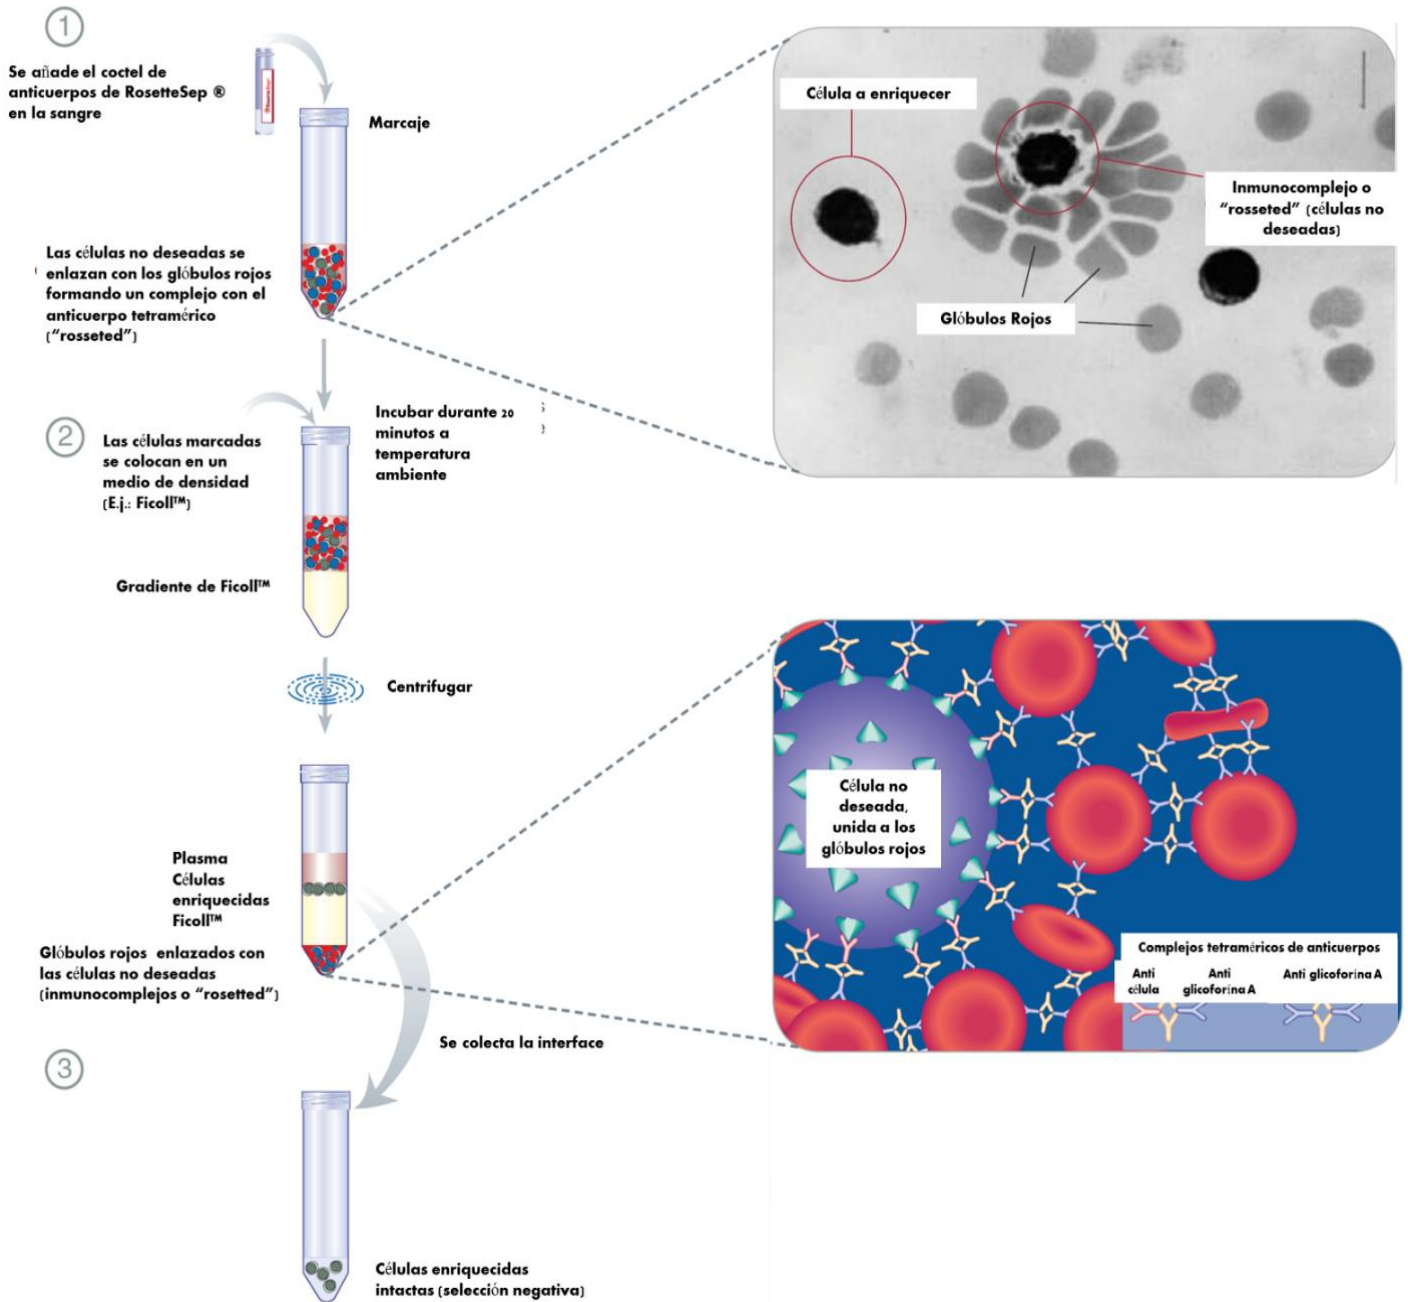 1
Se añade el coctel de
anticuerpos de RosetteSep ®
en la sangre
Marcaje
Las células no deseadas se
enlazan con los glóbulos rojos
formando un complejo con el
anticuerpo tetramérico
("rosseted")
Célula a enriquecer
Inmunocomplejo o
"rosseted" (células no
deseadas)
Glóbulos Rojos
2
Las células marcadas
se colocan en un
medio de densidad
(E.j.: Ficoll™)
Incubar durante 20
minutos a
temperatura
ambiente
Gradiente de Ficoll™
Centrifugar
Plasma
Células
enriquecidas
Ficoll™
Glóbulos rojos enlazados con
las células no deseadas
(inmunocomplejos o "rosetted")
Célula no
deseada,
unida a los
glóbulos rojos
Complejos tetraméricos de anticuerpos
Anti
célula
Anti
glicoforína A
Anti glicoforína A
Se colecta la interface
3
Células enriquecidas
intactas (selección negativa)